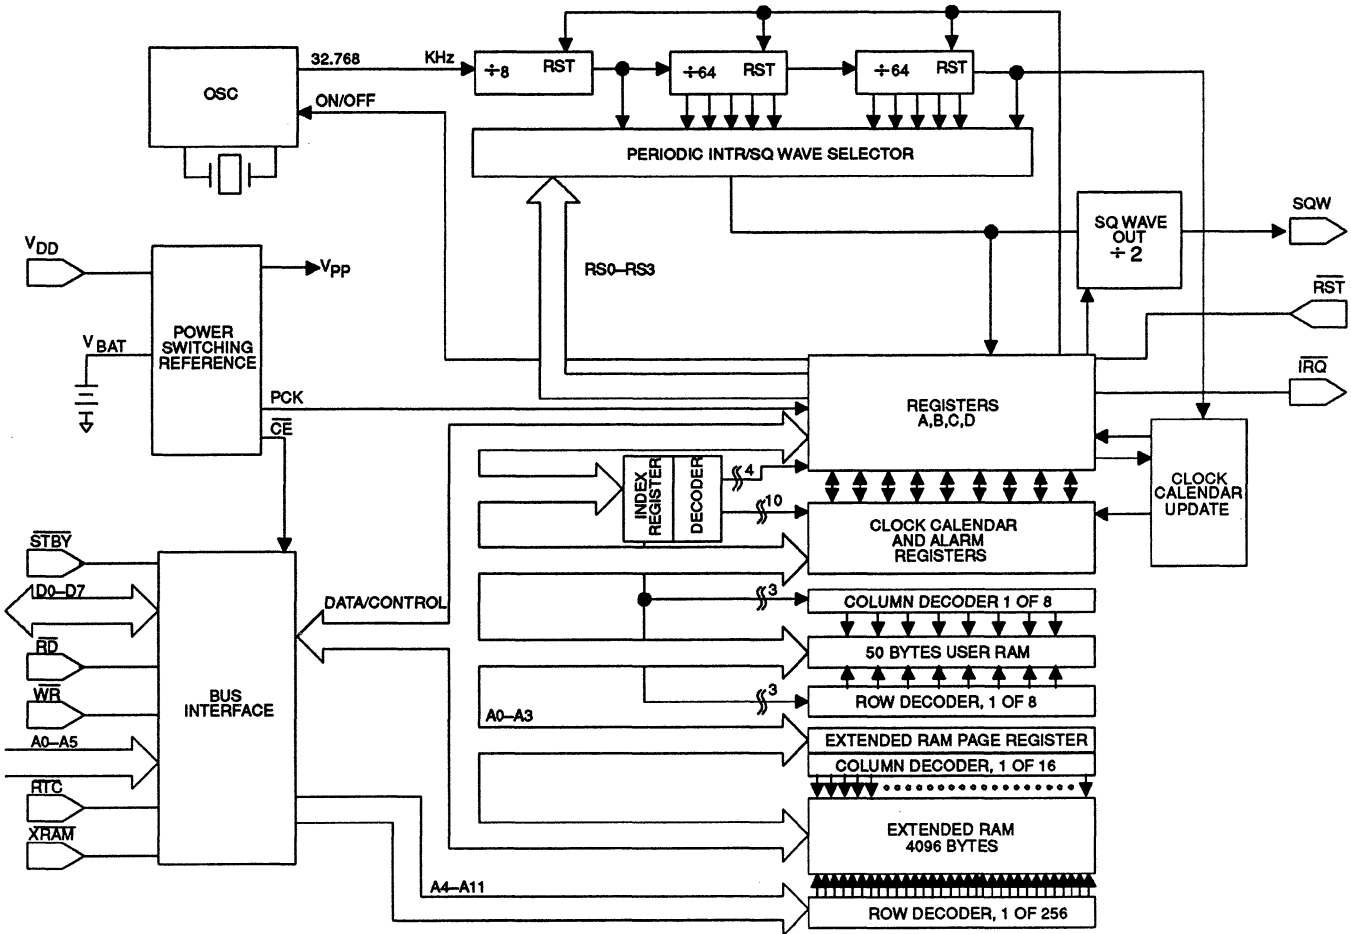 32.768 KHz
OSC
ON/OFF
÷8 RST
÷64 RST
÷64 RST
PERIODIC INTR/SQ WAVE SELECTOR
SQ WAVE
OUT
÷ 2
SQW
RST
IRQ
VDD
VPP
VBAT
POWER
SWITCHING
REFERENCE
PCK
CE
RS0–RS3
REGISTERS
A,B,C,D
INDEX
REGISTER
DECODER
4
10
CLOCK CALENDAR
AND ALARM
REGISTERS
CLOCK
CALENDAR
UPDATE
STBY
D0–D7
RD
WR
A0–A5
RTC
XRAM
BUS
INTERFACE
DATA/CONTROL
3
COLUMN DECODER 1 OF 8
50 BYTES USER RAM
3
ROW DECODER, 1 OF 8
A0–A3
EXTENDED RAM PAGE REGISTER
COLUMN DECODER, 1 OF 16
EXTENDED RAM
4096 BYTES
A4–A11
ROW DECODER, 1 OF 256